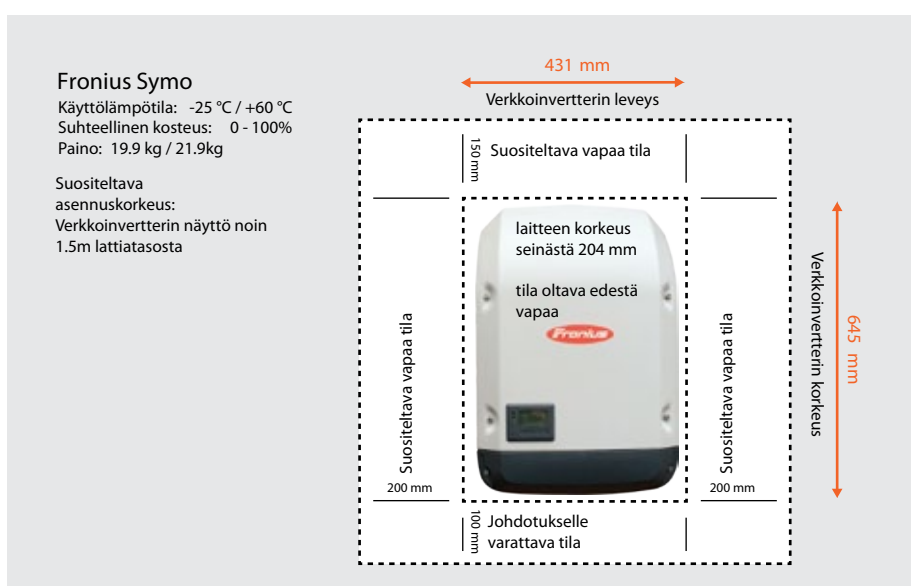 Fronius Symo
Käyttölämpötila: -25 °C / +60 °C
Suhteellinen kosteus: 0 - 100%
Paino: 19.9 kg / 21.9kg
Suositeltava
asennuskorkeus:
Verkkoinvertterin näyttö noin
1.5m lattiatasosta
431 mm
Verkkoinvertterin leveys
150 mm
Suositeltava vapaa tila
laitteen korkeus
seinästä 204 mm
tila oltava edestä
vapaa
Fronius
Suositeltava vapaa tila
200 mm
Suositeltava vapaa tila
200 mm
Verkkoinvertterin korkeus
645 mm
100 mm
Johdotukselle
varattava tila